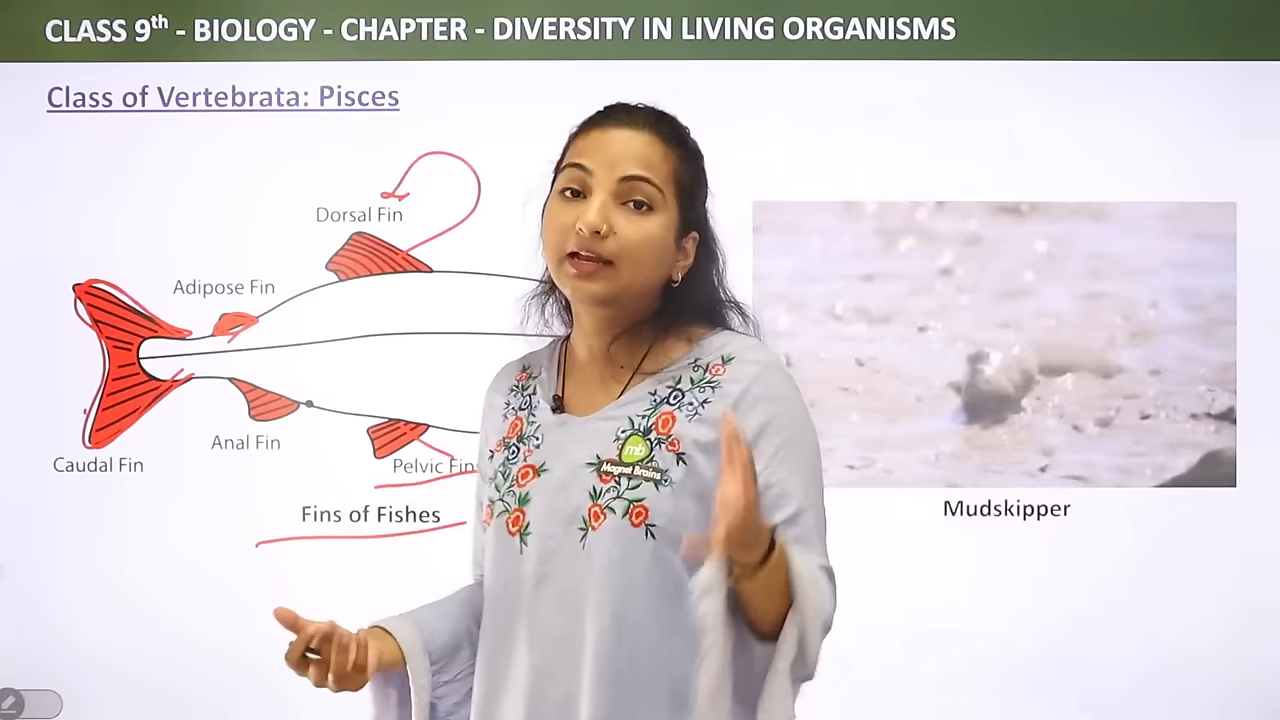 CLASS 9th - BIOLOGY - CHAPTER - DIVERSITY IN LIVING ORGANISMS
Class of Vertebrata: Pisces
Dorsal Fin
Adipose Fin
Anal Fin
Caudal Fin
Pelvic Fin
Fins of Fishes
Mudskipper
mb
Magnet Brains